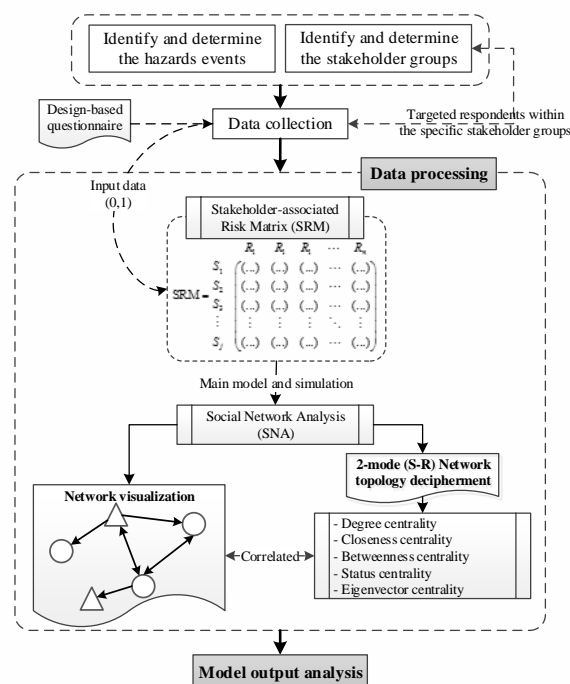 Identify and determine
the hazards events
Identify and determine
the stakeholder groups
Design-based
questionnaire
Data collection
Targeted respondents within
the specific stakeholder groups
Data processing
Input data
(0,1)
Stakeholder-associated
Risk Matrix (SRM)
SRM =
S1 (...) (...) (...) ⋯ (...)
S2 (...) (...) (...) ⋯ (...)
S3 (...) (...) (...) ⋯ (...)
⋮ ⋮ ⋮ ⋮ ⋱ ⋮
(...) (...) (...) ⋯ (...)
Main model and simulation
Social Network Analysis
(SNA)
2-mode (S-R) Network
topology decipherment
Network visualization
Correlated
- Degree centrality
- Closeness centrality
- Betweenness centrality
- Status centrality
- Eigenvector centrality
Model output analysis